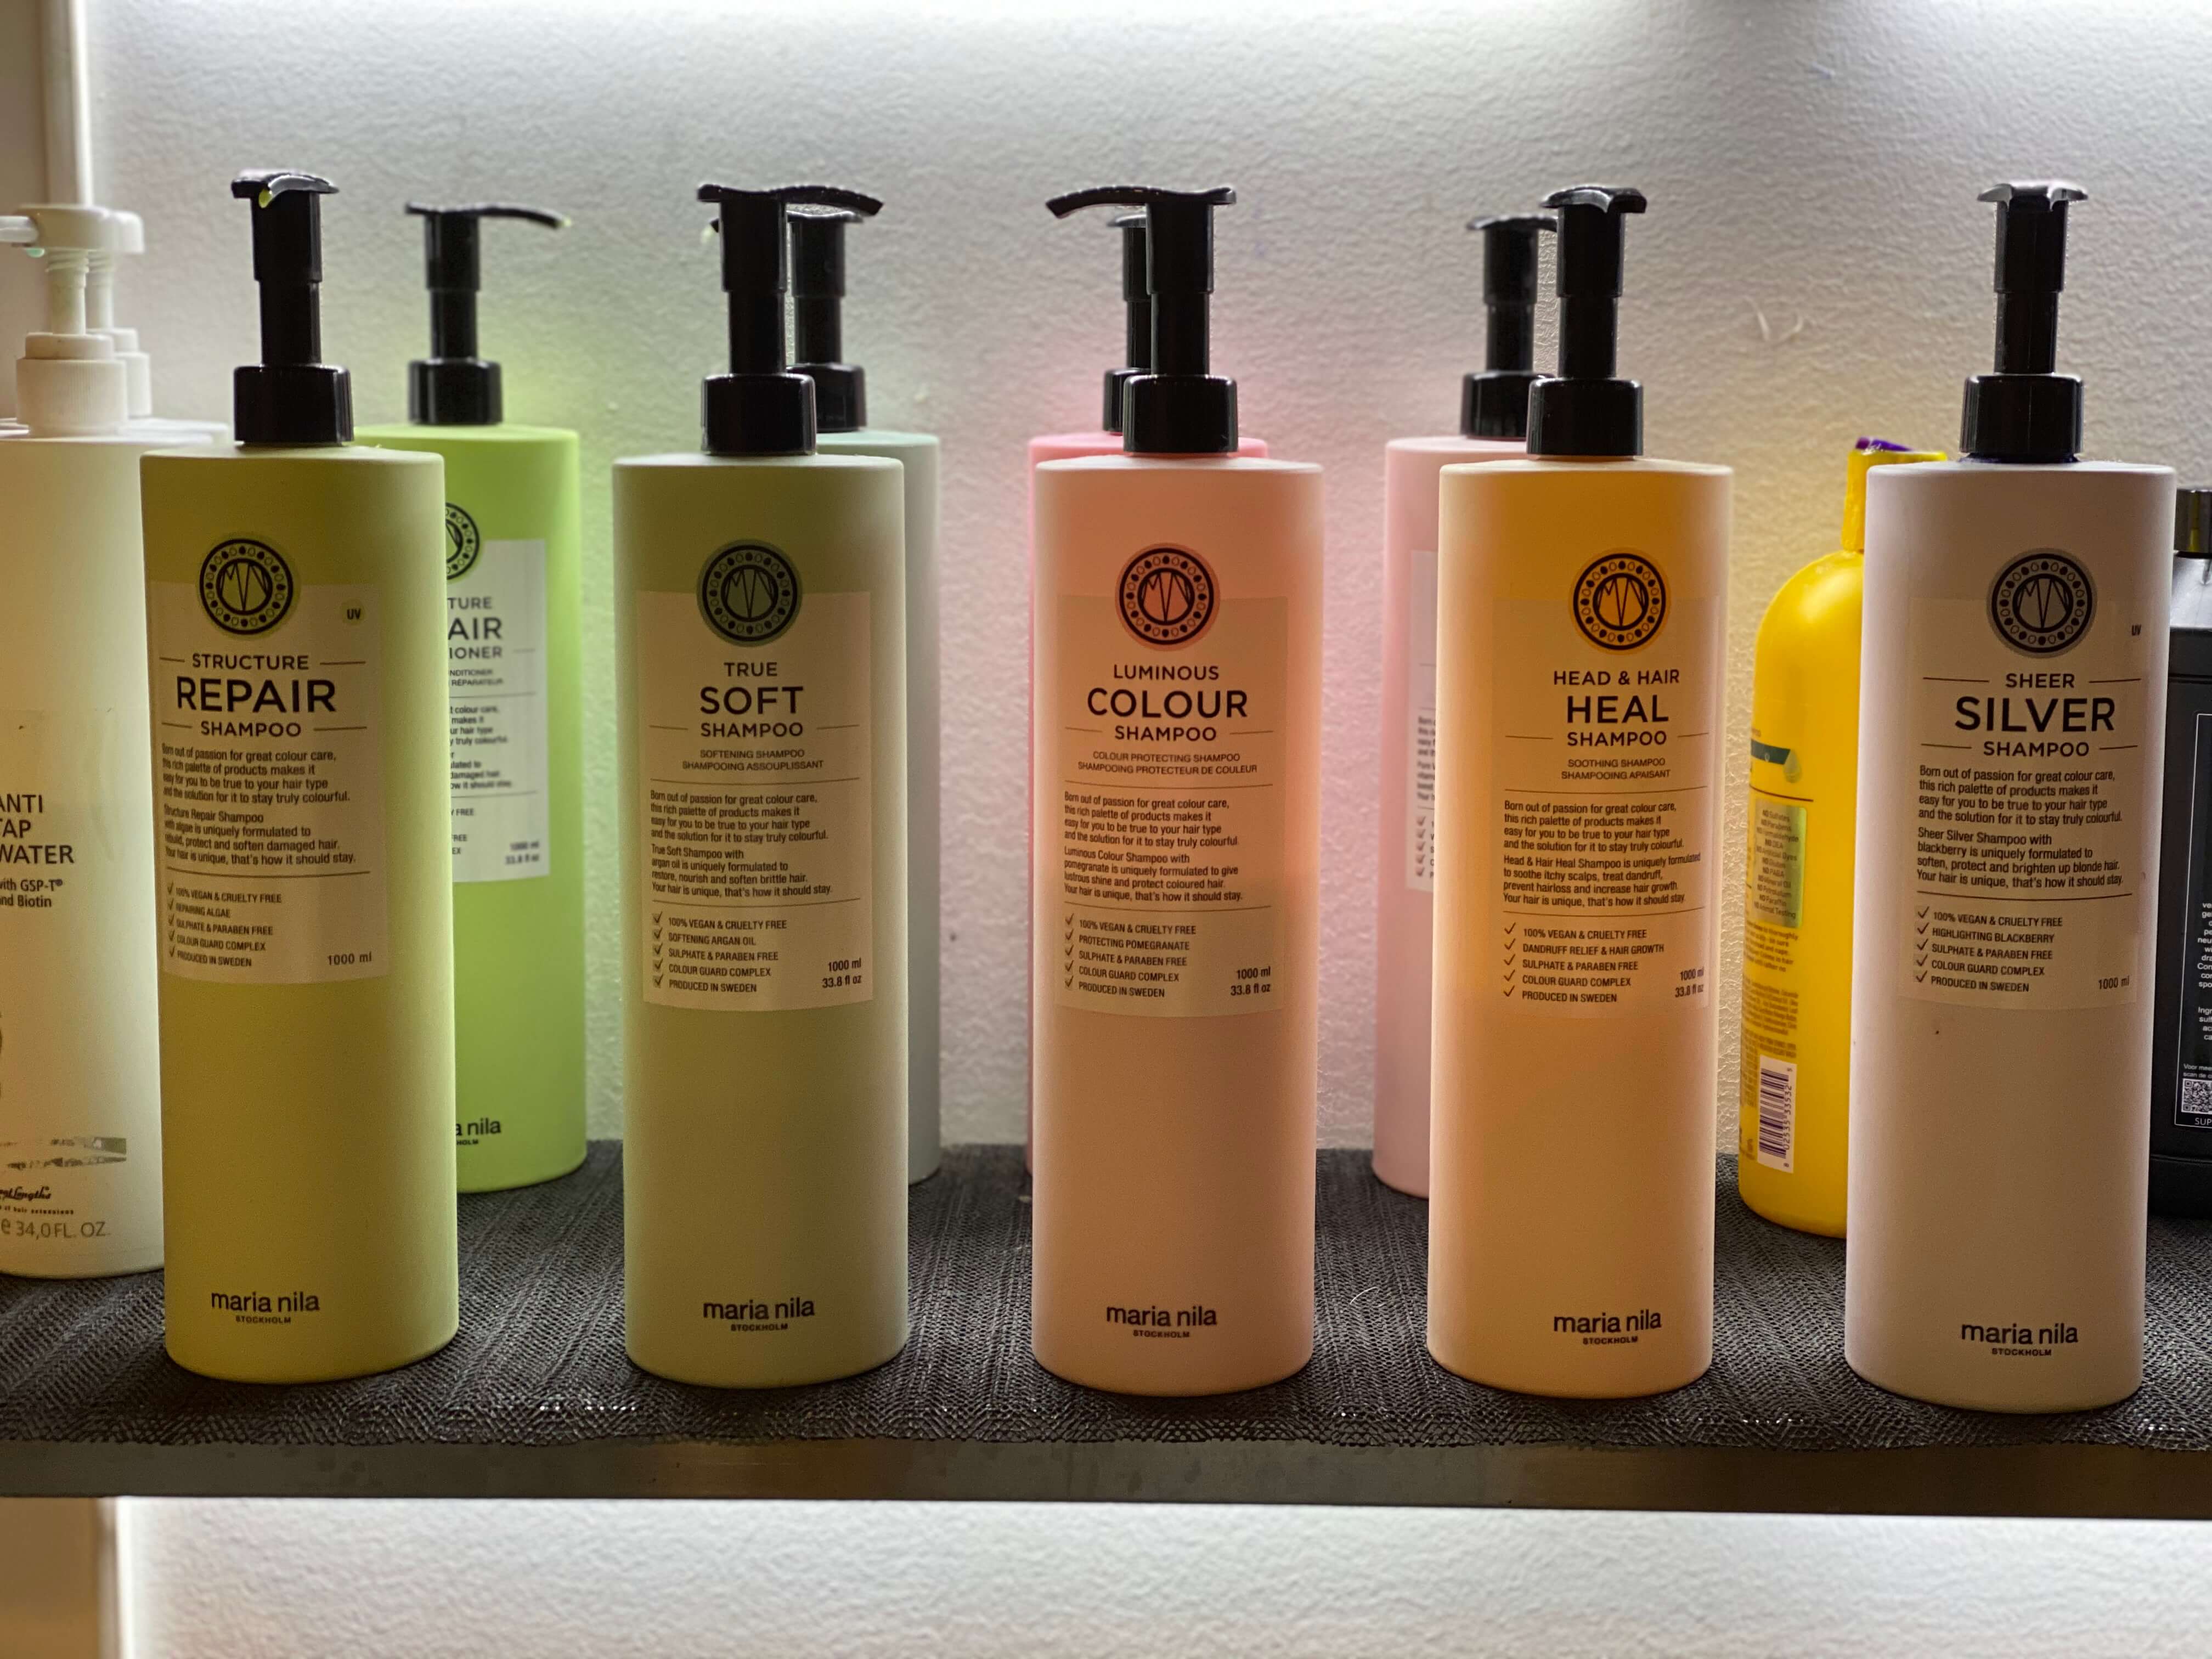 ANTI
TAP
WATER
with GSP-T®
and Biotin
e 34,0 FL. OZ.
UV
STRUCTURE
REPAIR
SHAMPOO
Born out of passion for great colour care,
this rich palette of products makes it
easy for you to be true to your hair type
and the solution for it to stay truly colourful.
Structure Repair Shampoo
with algae is uniquely formulated to
rebuild, protect and soften damaged hair.
Your hair is unique, that's how it should stay.
100% VEGAN & CRUELTY FREE
REPAIRING ALGAE
SULPHATE & PARABEN FREE
COLOUR GUARD COMPLEX
PRODUCED IN SWEDEN
1000 ml
maria nila
STOCKHOLM
TURE
AIR
IONER
a nila
TRUE
SOFT
SHAMPOO
SOFTENING SHAMPOO
SHAMPOOING ASSOUPLISSANT
Born out of passion for great colour care,
this rich palette of products makes it
easy for you to be true to your hair type
and the solution for it to stay truly colourful.
True Soft Shampoo with
argan oil is uniquely formulated to
restore, nourish and soften brittle hair.
Your hair is unique, that's how it should stay.
100% VEGAN & CRUELTY FREE
SOFTENING ARGAN OIL
SULPHATE & PARABEN FREE
COLOUR GUARD COMPLEX
PRODUCED IN SWEDEN
1000 ml
33.8 fl oz
maria nila
STOCKHOLM
LUMINOUS
COLOUR
SHAMPOO
COLOUR PROTECTING SHAMPOO
SHAMPOOING PROTECTEUR DE COULEUR
Born out of passion for great colour care,
this rich palette of products makes it
easy for you to be true to your hair type
and the solution for it to stay truly colourful.
Luminous Colour Shampoo with
pomegranate is uniquely formulated to give
lustrous shine and protect coloured hair.
Your hair is unique, that's how it should stay.
100% VEGAN & CRUELTY FREE
PROTECTING POMEGRANATE
SULPHATE & PARABEN FREE
COLOUR GUARD COMPLEX
PRODUCED IN SWEDEN
1000 ml
33.8 fl oz
maria nila
STOCKHOLM
HEAD & HAIR
HEAL
SHAMPOO
SOOTHING SHAMPOO
SHAMPOOING APAISANT
Born out of passion for great colour care,
this rich palette of products makes it
easy for you to be true to your hair type
and the solution for it to stay truly colourful.
Head & Hair Heal Shampoo is uniquely formulated
to soothe itchy scalps, treat dandruff,
prevent hairloss and increase hair growth.
Your hair is unique, that's how it should stay.
100% VEGAN & CRUELTY FREE
DANDRUFF RELIEF & HAIR GROWTH
SULPHATE & PARABEN FREE
COLOUR GUARD COMPLEX
PRODUCED IN SWEDEN
1000 ml
33.8 fl oz
maria nila
STOCKHOLM
UV
SHEER
SILVER
SHAMPOO
Born out of passion for great colour care,
this rich palette of products makes it
easy for you to be true to your hair type
and the solution for it to stay truly colourful.
Sheer Silver Shampoo with
blackberry is uniquely formulated to
soften, protect and brighten up blonde hair.
Your hair is unique, that's how it should stay.
100% VEGAN & CRUELTY FREE
HIGHLIGHTING BLACKBERRY
SULPHATE & PARABEN FREE
COLOUR GUARD COMPLEX
PRODUCED IN SWEDEN
1000 ml
maria nila
STOCKHOLM